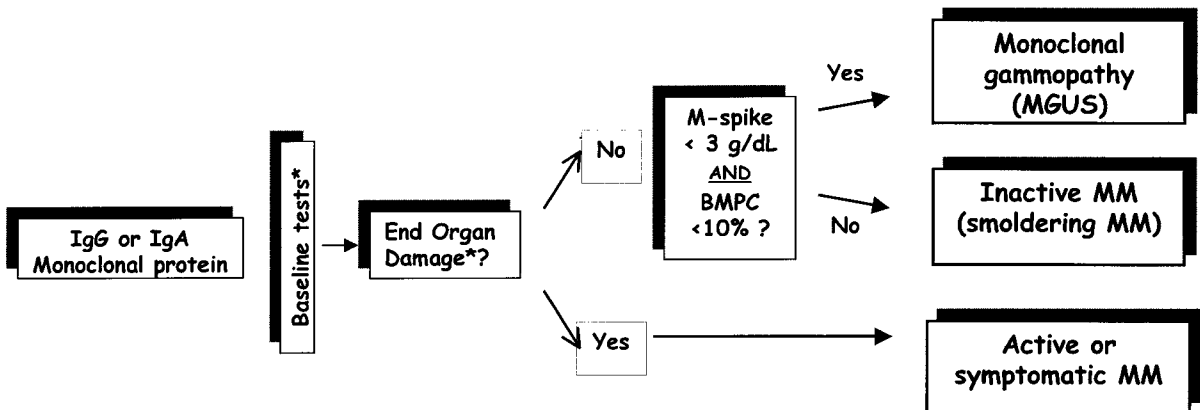 IgG or IgA
Monoclonal protein
Baseline tests*
End Organ
Damage*?
No
Yes
M-spike
< 3 g/dL
AND
BMPC
<10% ?
Yes
No
Monoclonal
gammopathy
(MGUS)
Inactive MM
(smoldering MM)
Active or
symptomatic MM